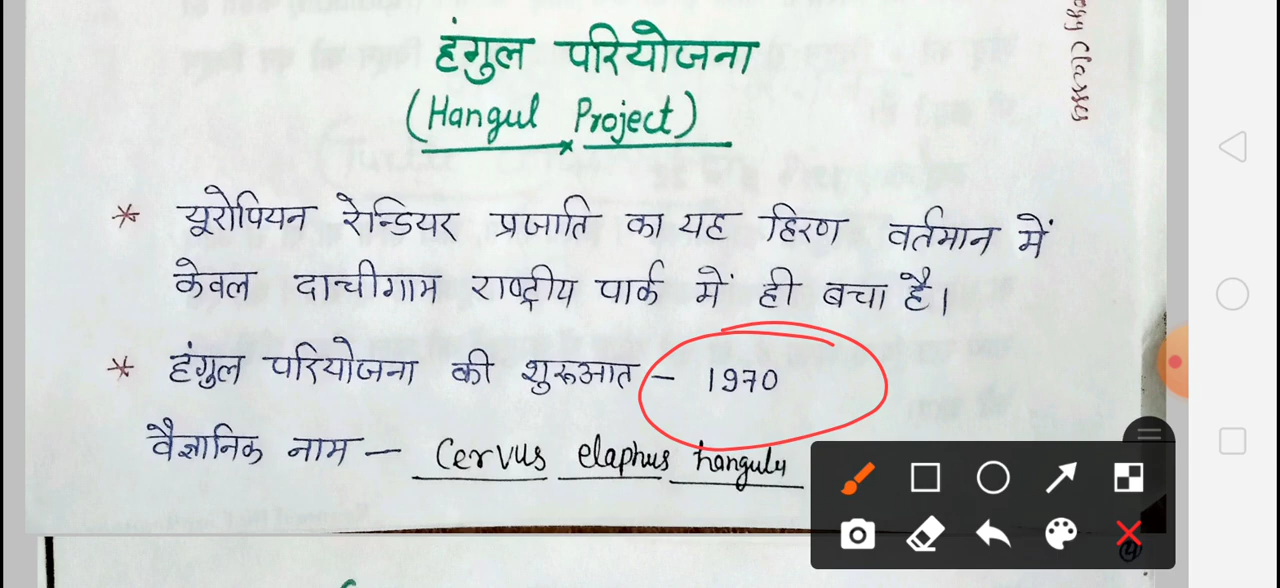 हंगुल परियोजना
(Hangul Project)
* यूरोपियन रेन्डियर प्रजाति का यह हिरण वर्तमान में
केवल दाचीगाम राष्ट्रीय पार्क में ही बचा है।
* हंगुल परियोजना की शुरूआत – 1970
वैज्ञानिक नाम – Cervus elaphus hanglu
Classes